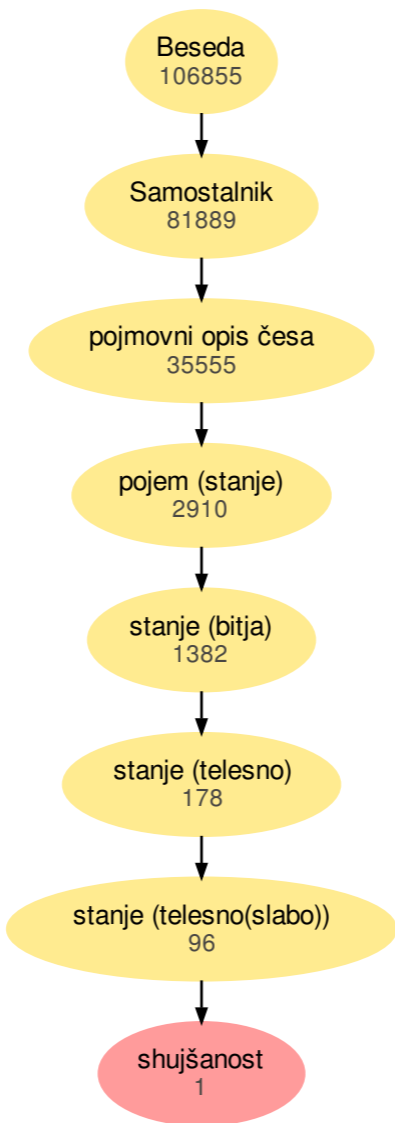 Beseda
106855
Samostalnik
81889
pojmovni opis česa
35555
pojem (stanje)
2910
stanje (bitja)
1382
stanje (telesno)
178
stanje (telesno(slabo))
96
shujšanost
1